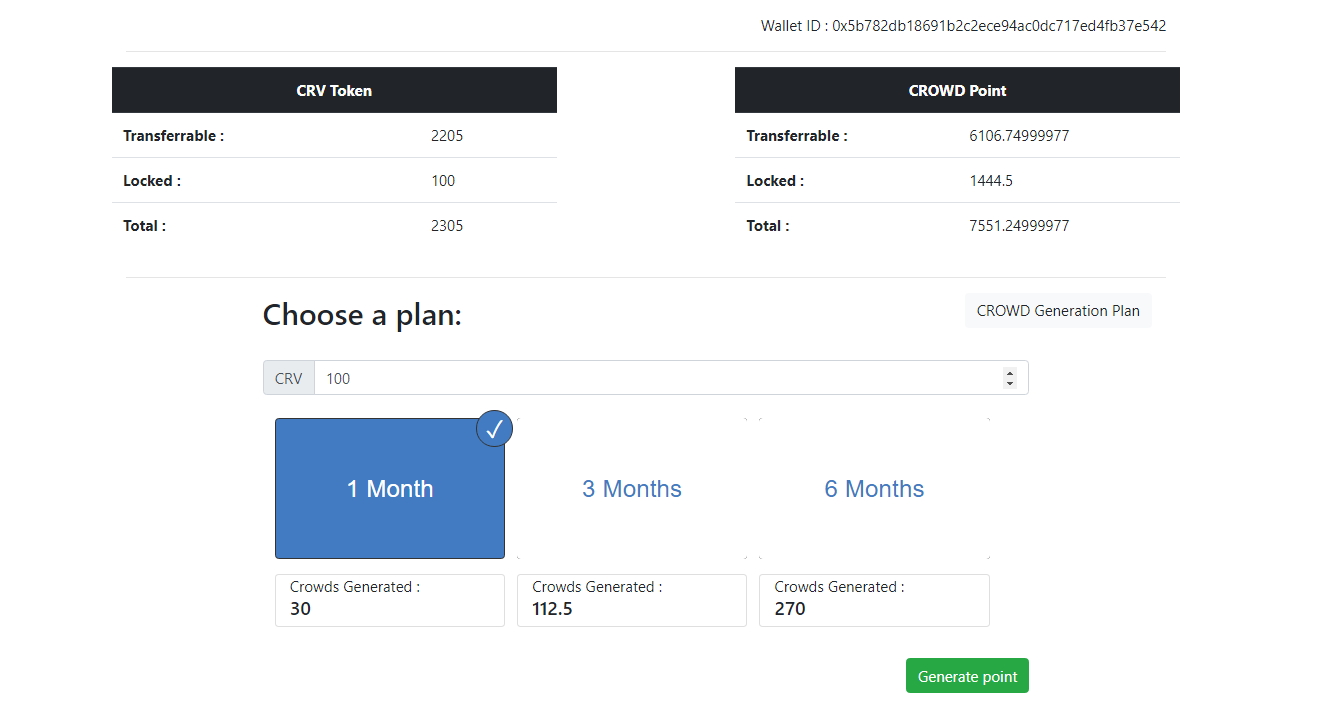 Wallet ID : 0x5b782db18691b2c2ece94ac0dc717ed4fb37e542
CRV Token
Transferrable : 2205
Locked : 100
Total : 2305
CROWD Point
Transferrable : 6106.74999977
Locked : 1444.5
Total : 7551.24999977
Choose a plan:
CROWD Generation Plan
CRV 100
1 Month
3 Months
6 Months
Crowds Generated :
30
Crowds Generated :
112.5
Crowds Generated :
270
Generate point